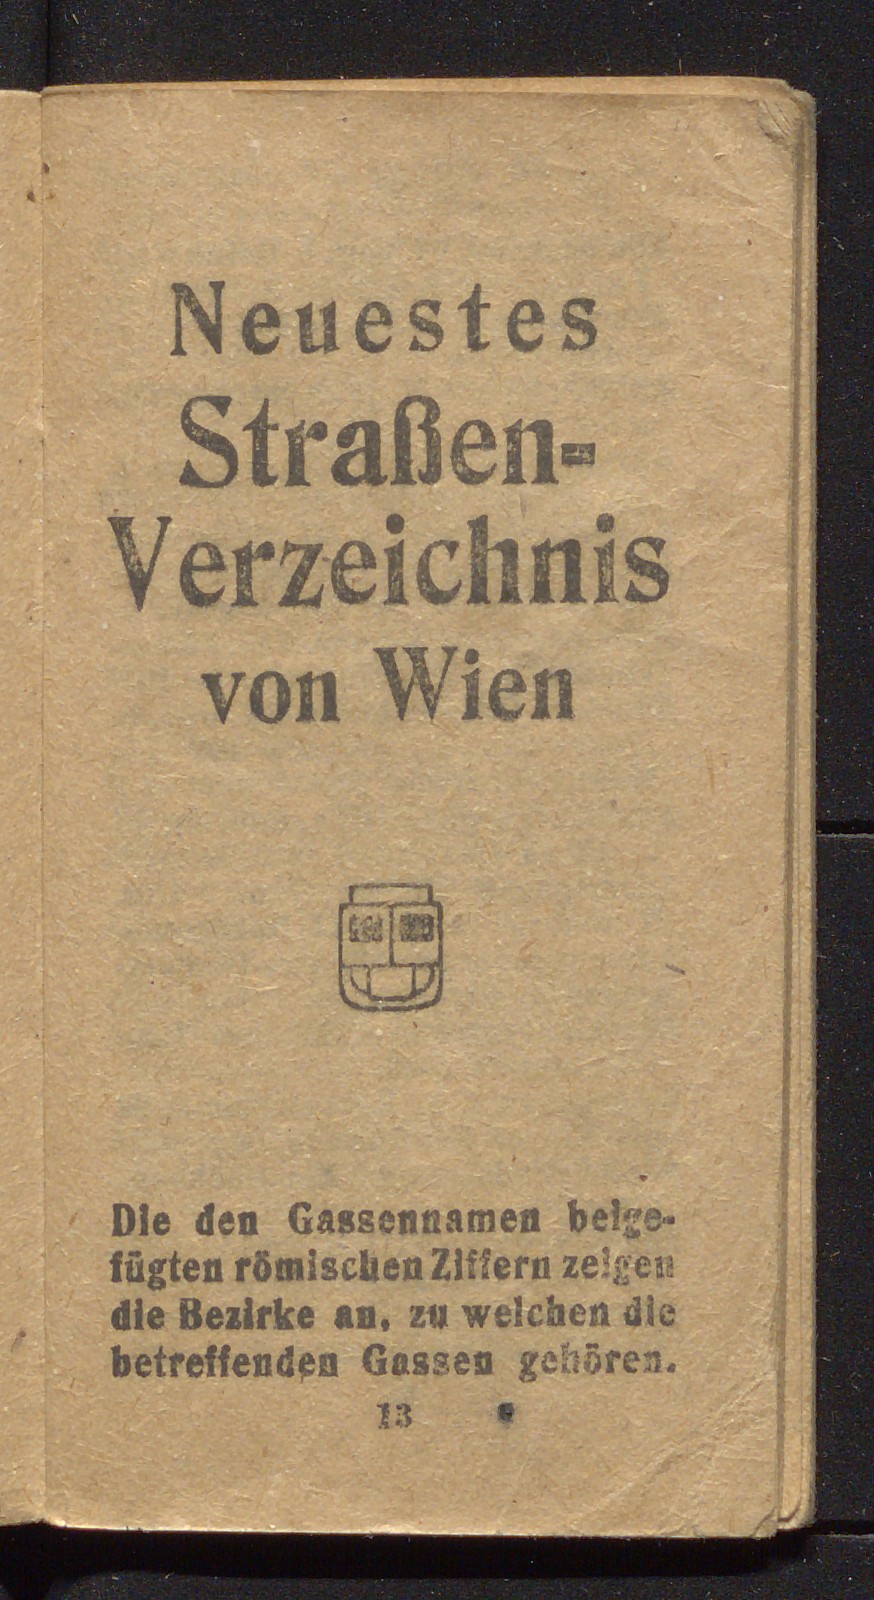 Neuestes
Straßen-
Verzeichnis
von Wien
Die den Gassennamen beige-
fügten römischen Ziffern zeigen
die Bezirke an, zu welchen die
betreffenden Gassen gehören.
13